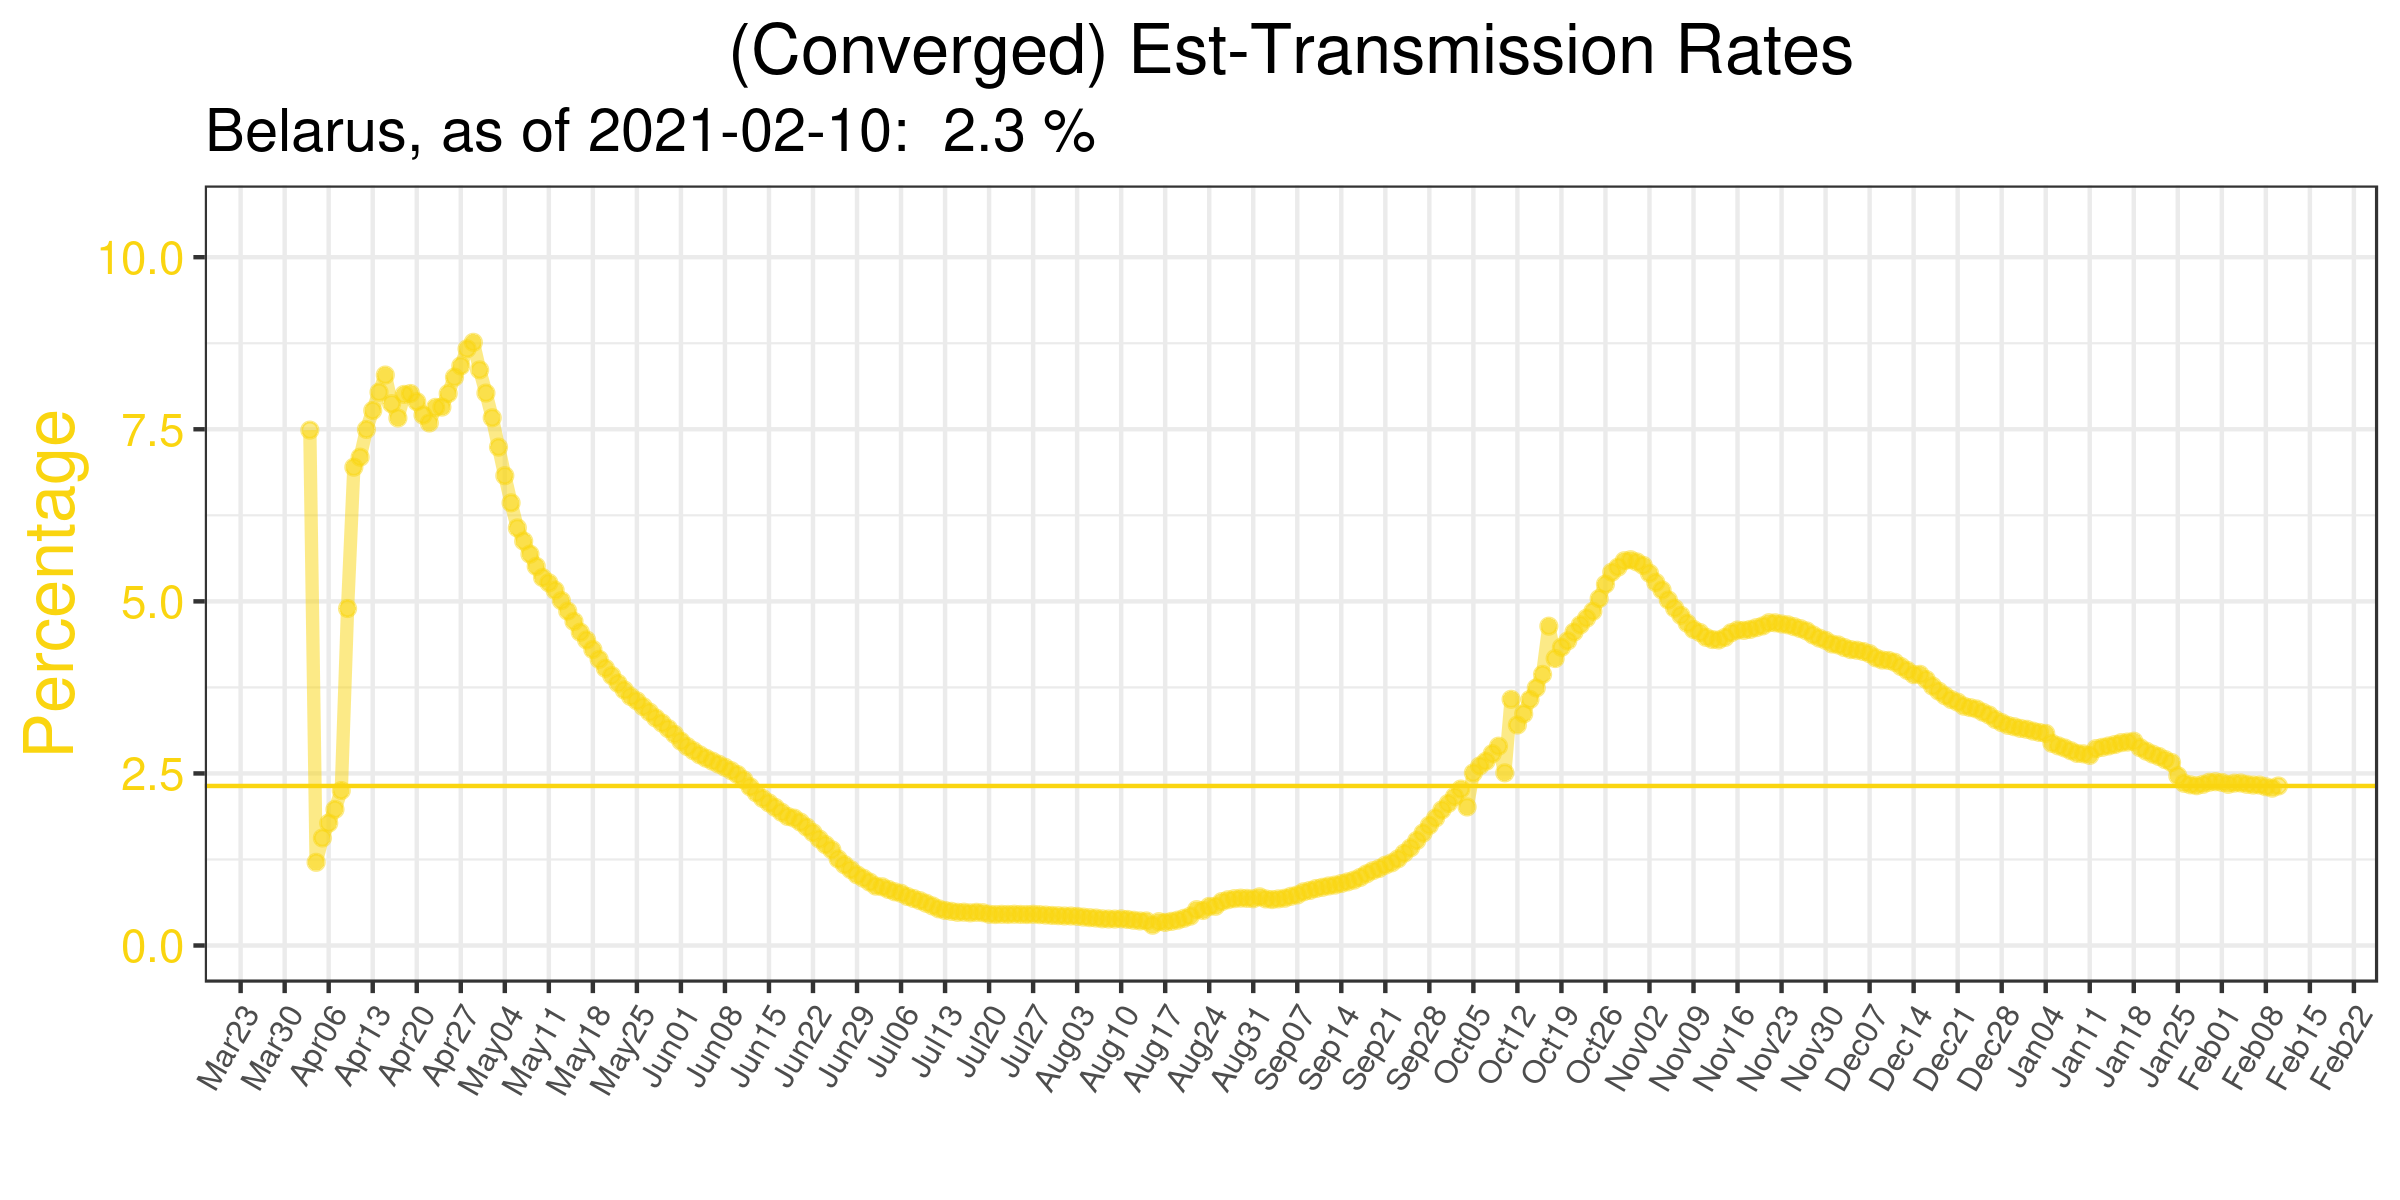 (Converged) Est-Transmission Rates
Belarus, as of 2021-02-10:  2.3 %
Percentage
10.0
7.5
5.0
2.5
0.0
Mar23
Mar30
Apr06
Apr13
Apr20
Apr27
May04
May11
May18
May25
Jun01
Jun08
Jun15
Jun22
Jun29
Jul06
Jul13
Jul20
Jul27
Aug03
Aug10
Aug17
Aug24
Aug31
Sep07
Sep14
Sep21
Sep28
Oct05
Oct12
Oct19
Oct26
Nov02
Nov09
Nov16
Nov23
Nov30
Dec07
Dec14
Dec21
Dec28
Jan04
Jan11
Jan18
Jan25
Feb01
Feb08
Feb15
Feb22